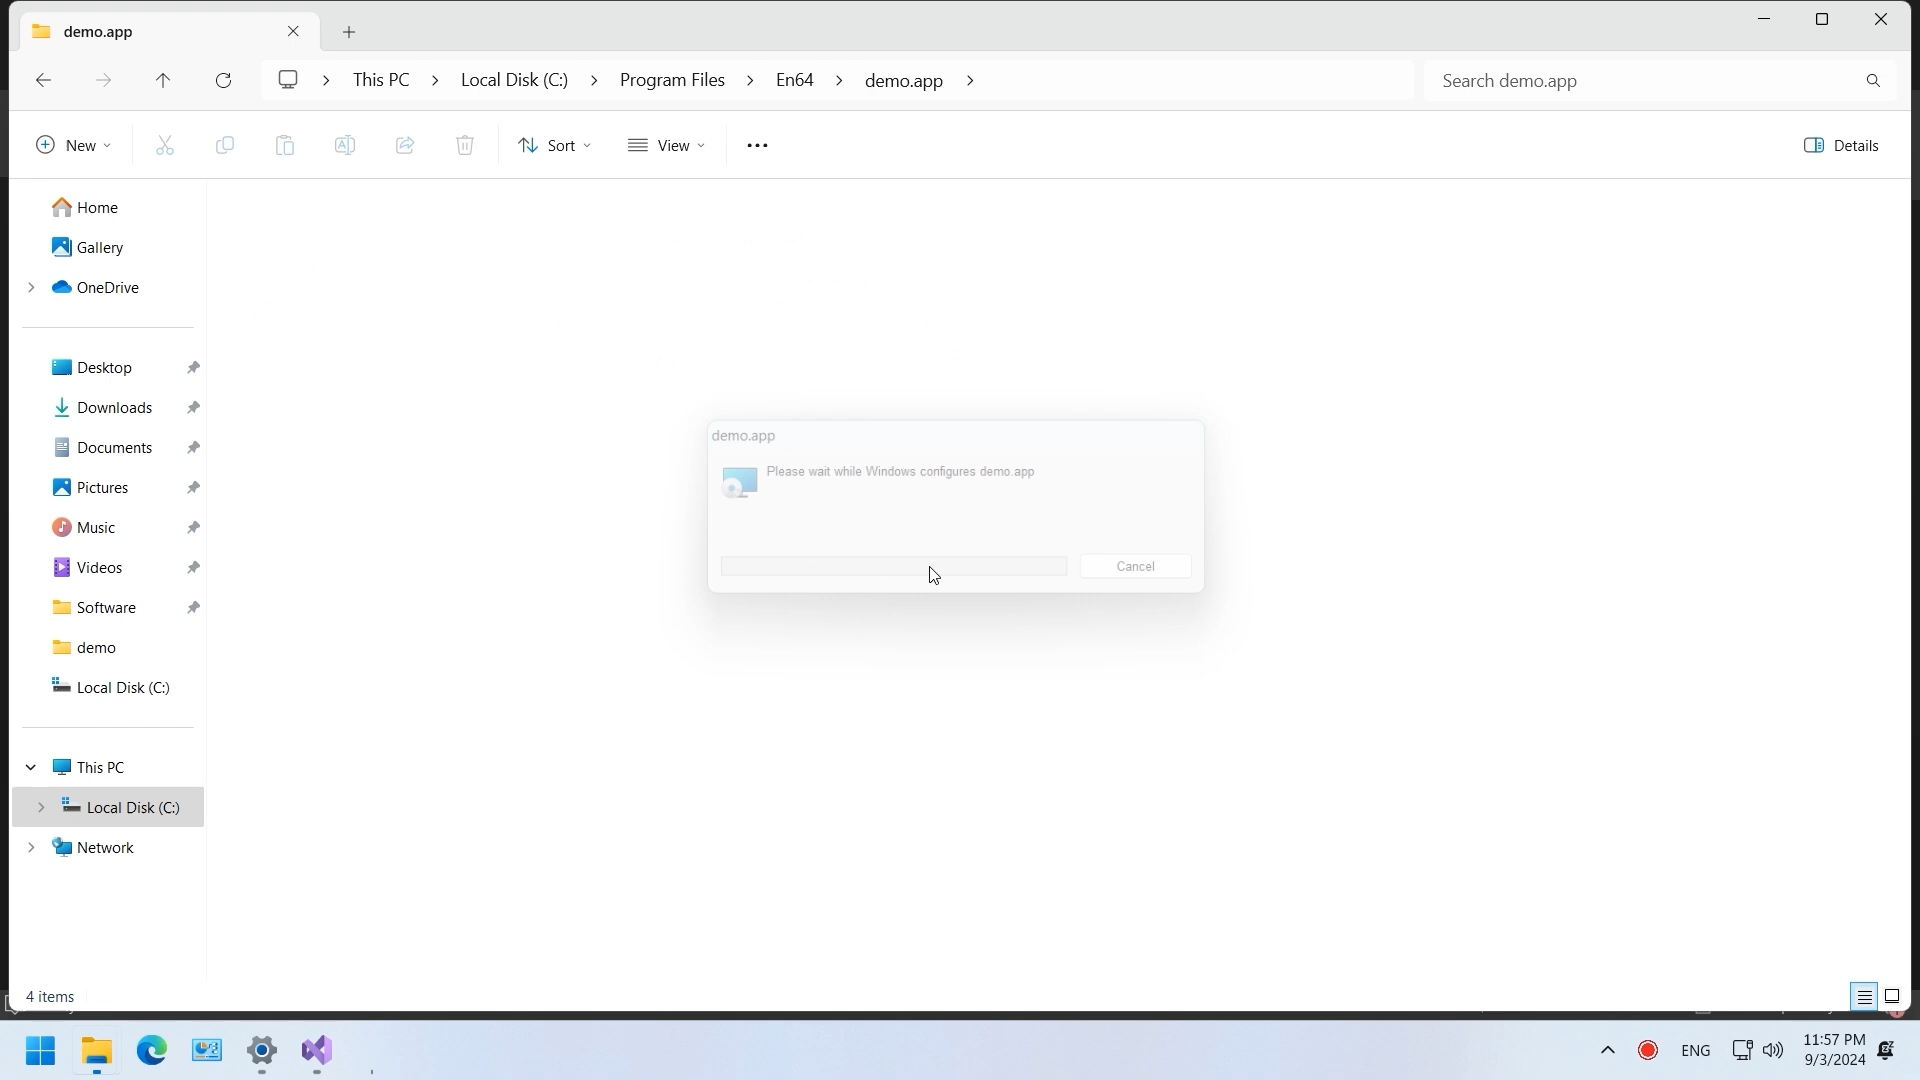 demo.app
This PC
Local Disk (C:)
Program Files
En64
demo.app
Search demo.app
New
Sort
View
Details
Home
Gallery
OneDrive
Desktop
Downloads
Documents
Pictures
Music
Videos
Software
demo
Local Disk (C:)
This PC
Local Disk (C:)
Network
demo.app
Please wait while Windows configures demo.app
Cancel
4 items
ENG
11:57 PM
9/3/2024